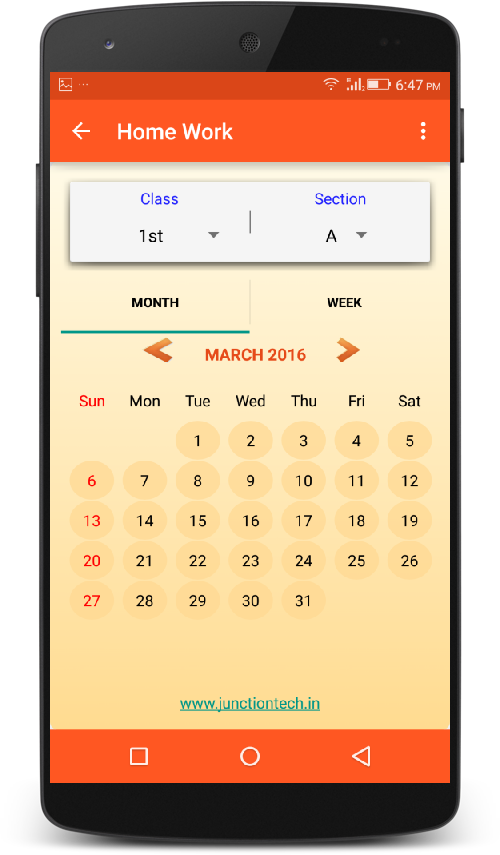 6:47 PM
Home Work
Class Section
1st A
MONTH WEEK
MARCH 2016
Sun Mon Tue Wed Thu Fri Sat
1 2 3 4 5
6 7 8 9 10 11 12
13 14 15 16 17 18 19
20 21 22 23 24 25 26
27 28 29 30 31
www.junctiontech.in